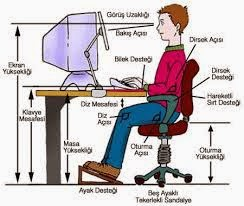 Görüş Uzaklığı
Bakış Açısı
Dirsek Açısı
Bilek Desteği
Dirsek
Desteği
Ekran
Yüksekliği
Klavye
Mesafesi
Diz Mesafesi
Diz
Açısı
Hareketli
Sırt Desteği
Masa
Yüksekliği
Oturma
Açısı
Oturma
Yüksekliği
Ayak Desteği
Beş Ayaklı
Tekerlekli Sandalye